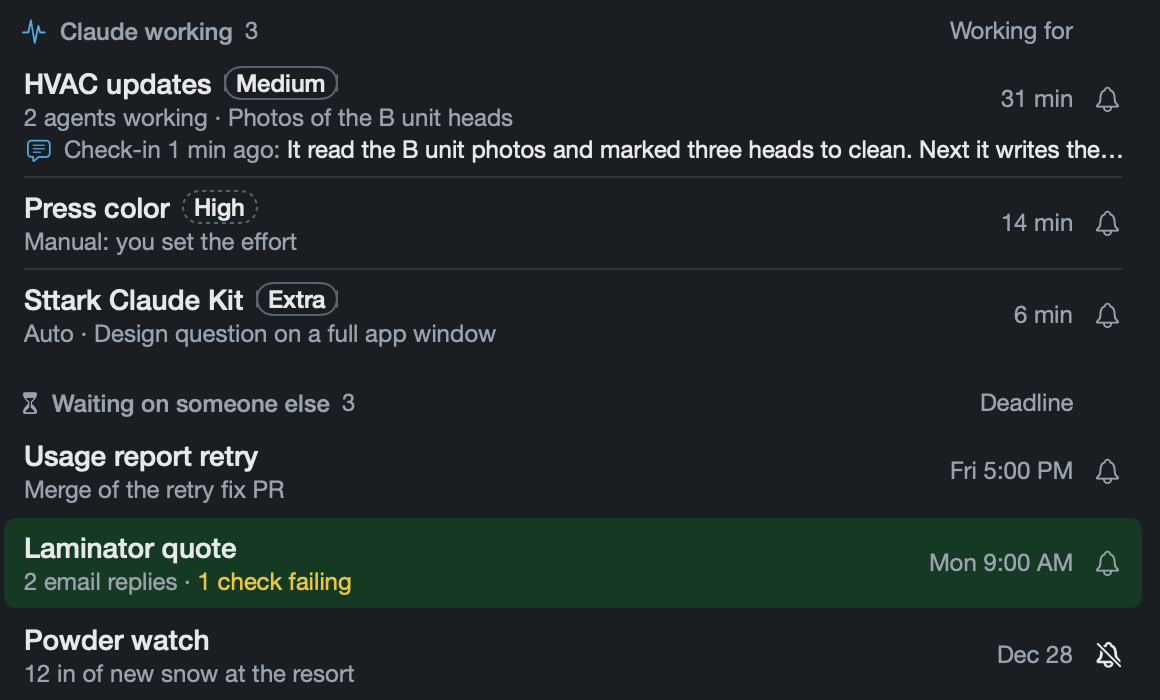 Claude working 3
Working for
HVAC updates Medium
31 min
2 agents working · Photos of the B unit heads
Check-in 1 min ago: It read the B unit photos and marked three heads to clean. Next it writes the…
Press color High
14 min
Manual: you set the effort
Sttark Claude Kit Extra
6 min
Auto · Design question on a full app window
Waiting on someone else 3
Deadline
Usage report retry
Fri 5:00 PM
Merge of the retry fix PR
Laminator quote
Mon 9:00 AM
2 email replies · 1 check failing
Powder watch
Dec 28
12 in of new snow at the resort